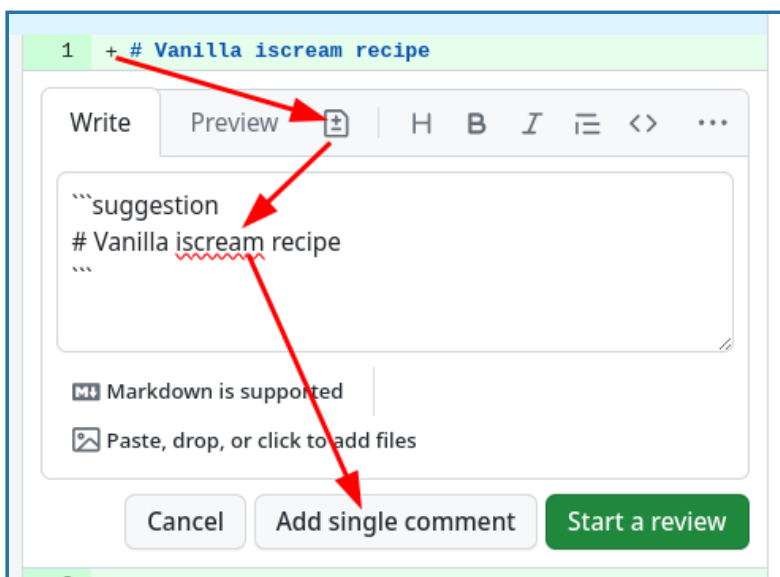 1 + # Vanilla iscream recipe
Write Preview H B I <> ...
```suggestion
# Vanilla iscream recipe
```
M↓ Markdown is supported
Paste, drop, or click to add files
Cancel Add single comment Start a review